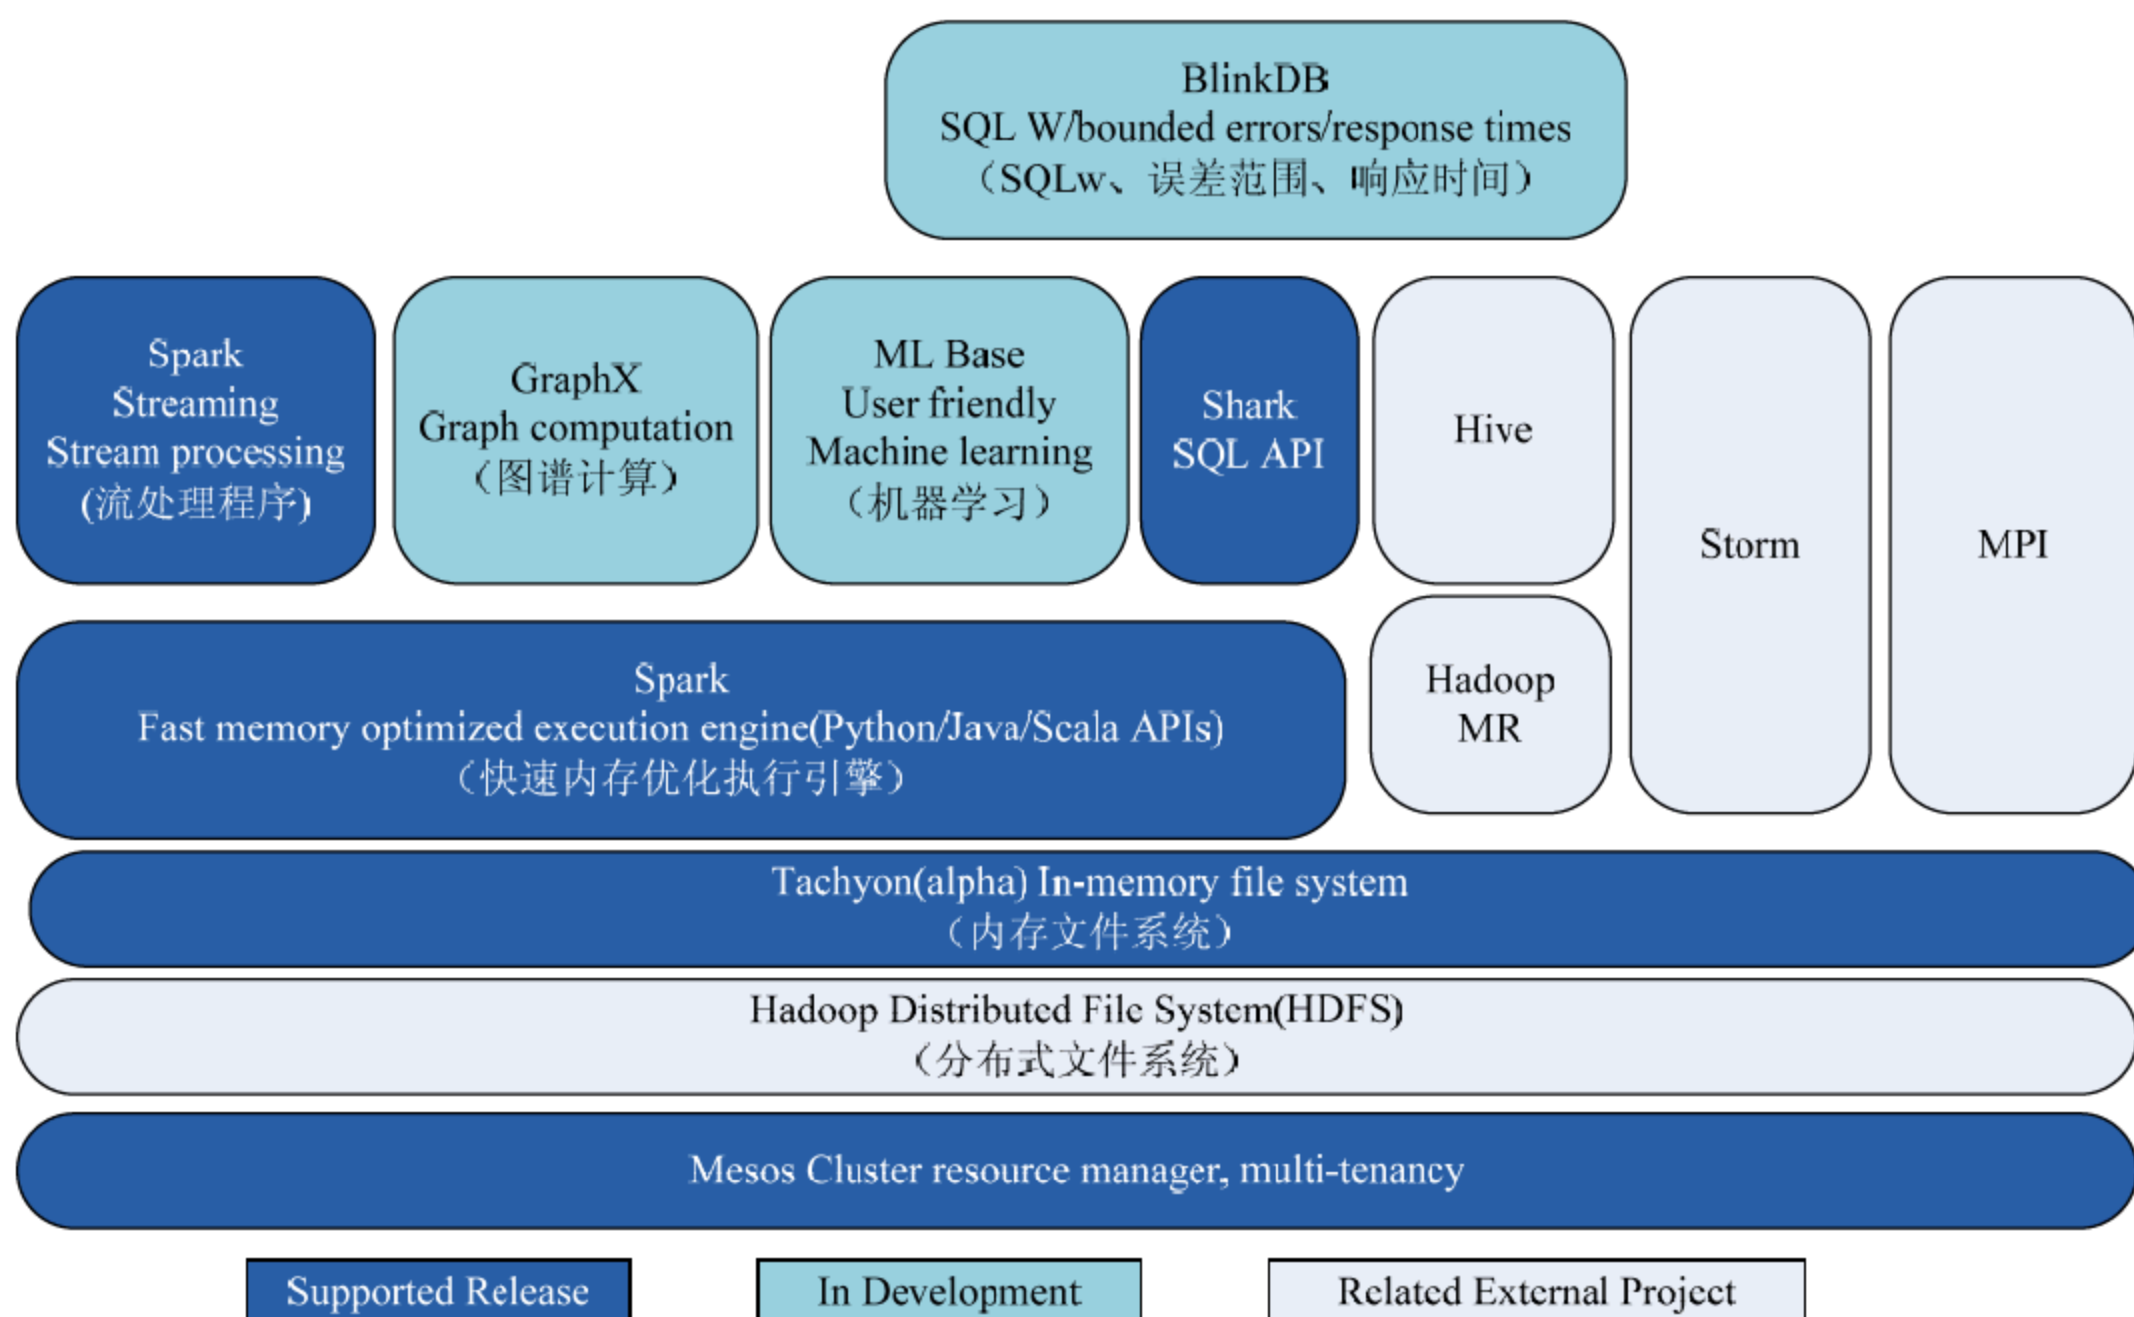 BlinkDB
SQL W/bounded errors/response times
（SQLw、误差范围、响应时间）
Spark
Streaming
Stream processing
(流处理程序)
GraphX
Graph computation
（图谱计算）
ML Base
User friendly
Machine learning
（机器学习）
Shark
SQL API
Hive
Storm
MPI
Spark
Fast memory optimized execution engine(Python/Java/Scala APIs)
（快速内存优化执行引擎）
Hadoop
MR
Tachyon(alpha) In-memory file system
（内存文件系统）
Hadoop Distributed File System(HDFS)
（分布式文件系统）
Mesos Cluster resource manager, multi-tenancy
Supported Release
In Development
Related External Project